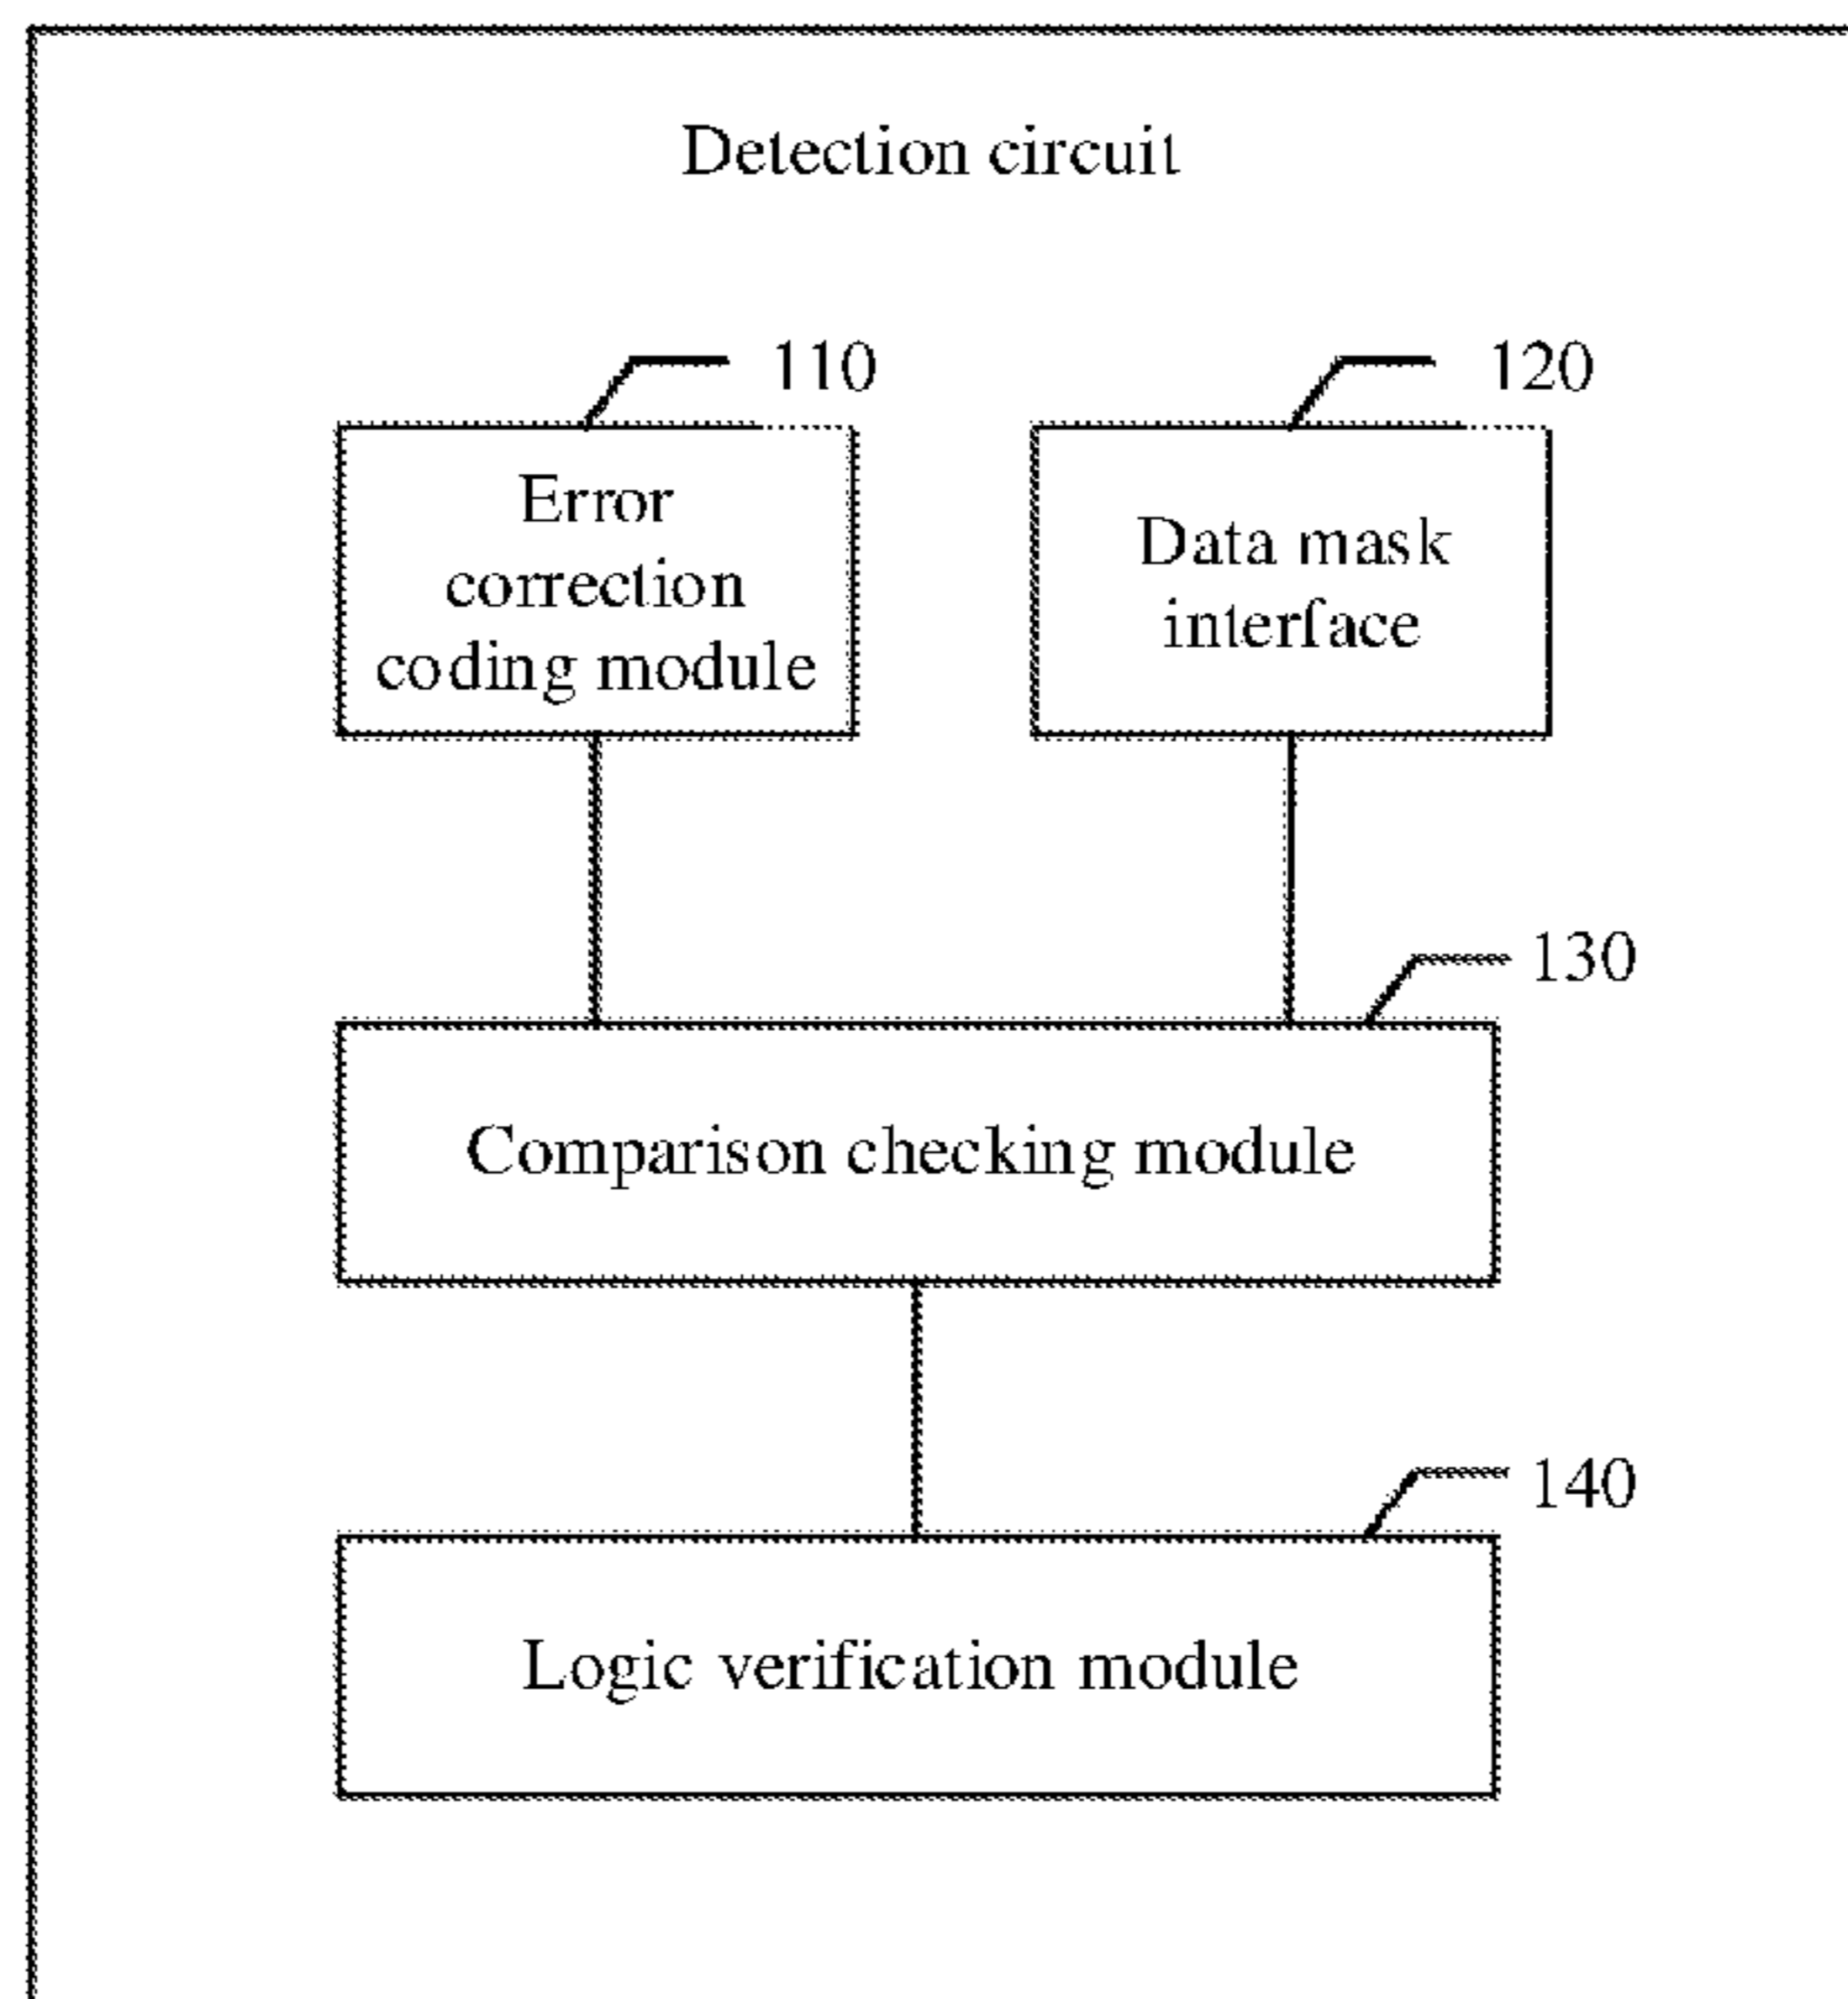 Detection circuit
110
120
Error
correction
coding module
Data mask
interface
130
Comparison checking module
140
Logic verification module